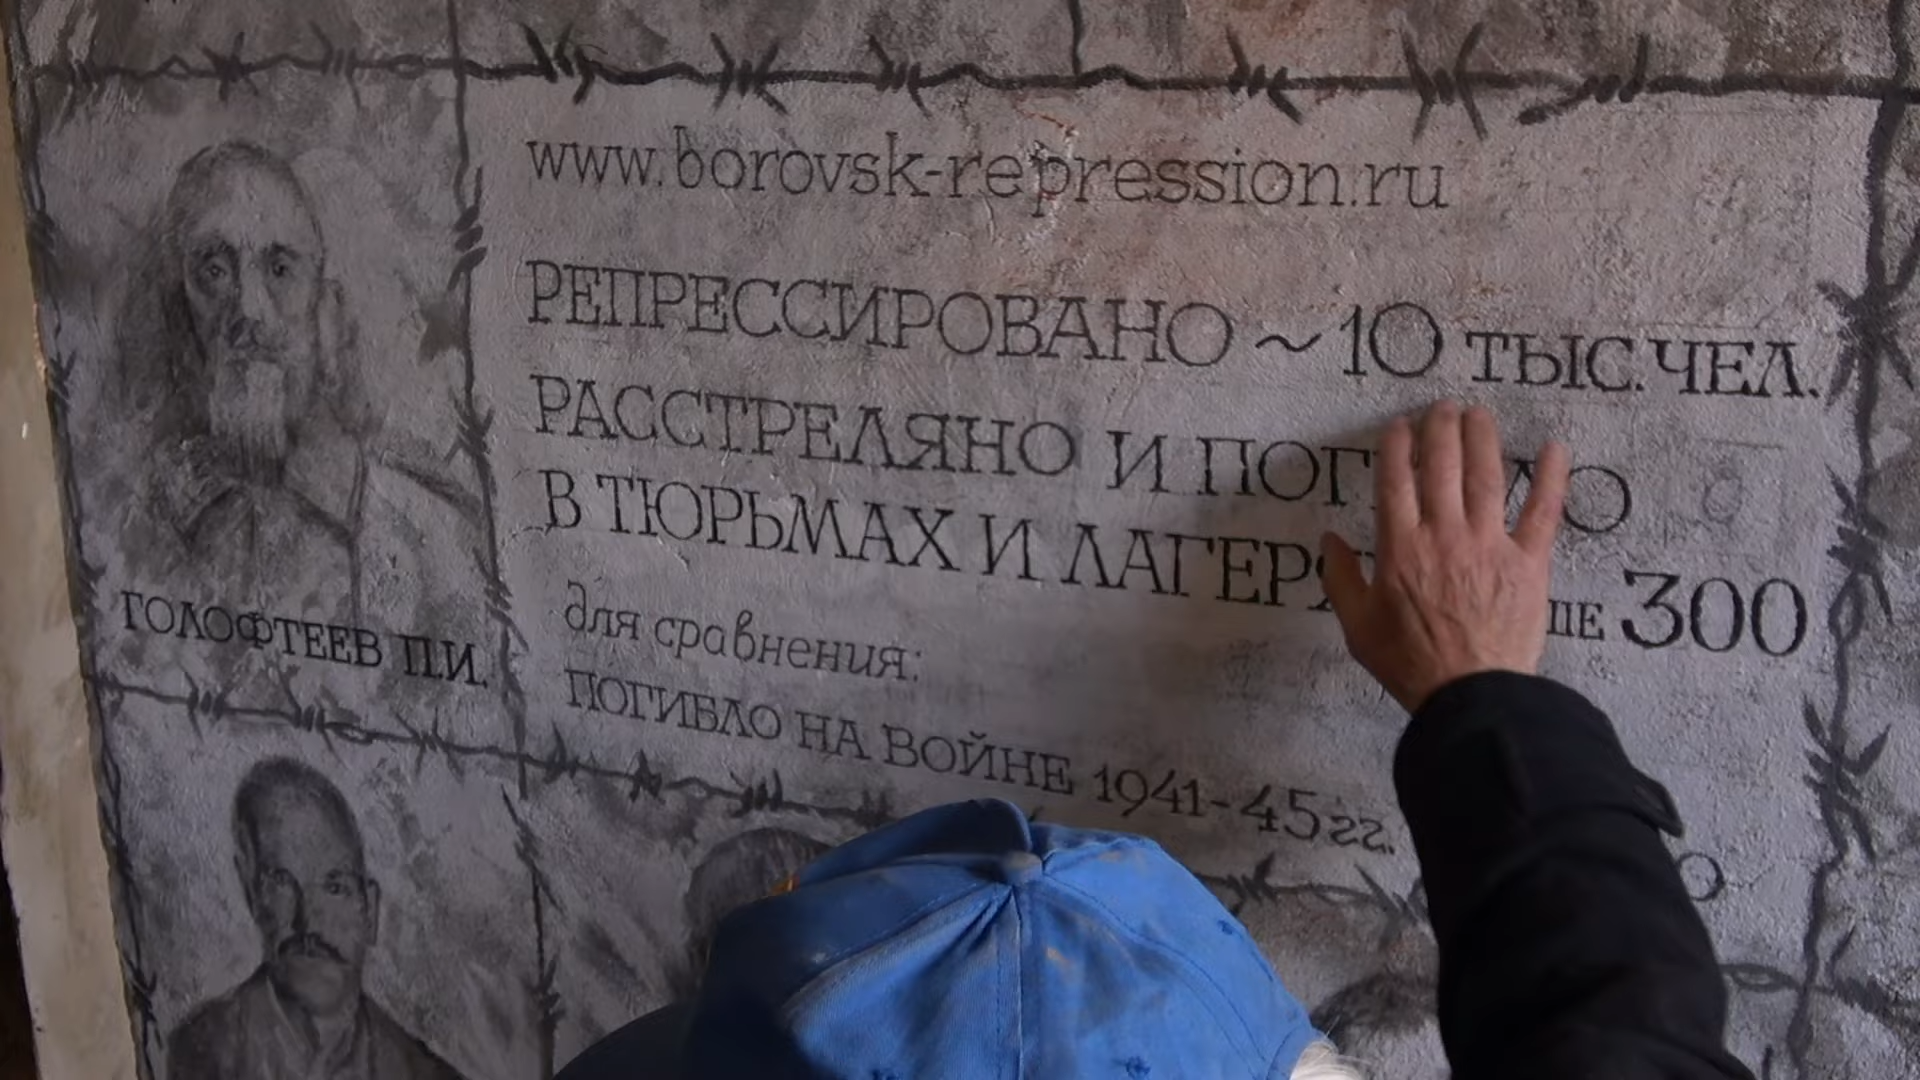 www.borovsk-repression.ru
РЕПРЕССИРОВАНО ~10 ТЫС.ЧЕЛ.
РАССТРЕЛЯНО И
В ТЮРЬМАХ И 300
для сравнения:
ПОГИБЛО НА ВОЙНЕ 1941-45гг.
ГОЛОФТЕЕВ П.И.